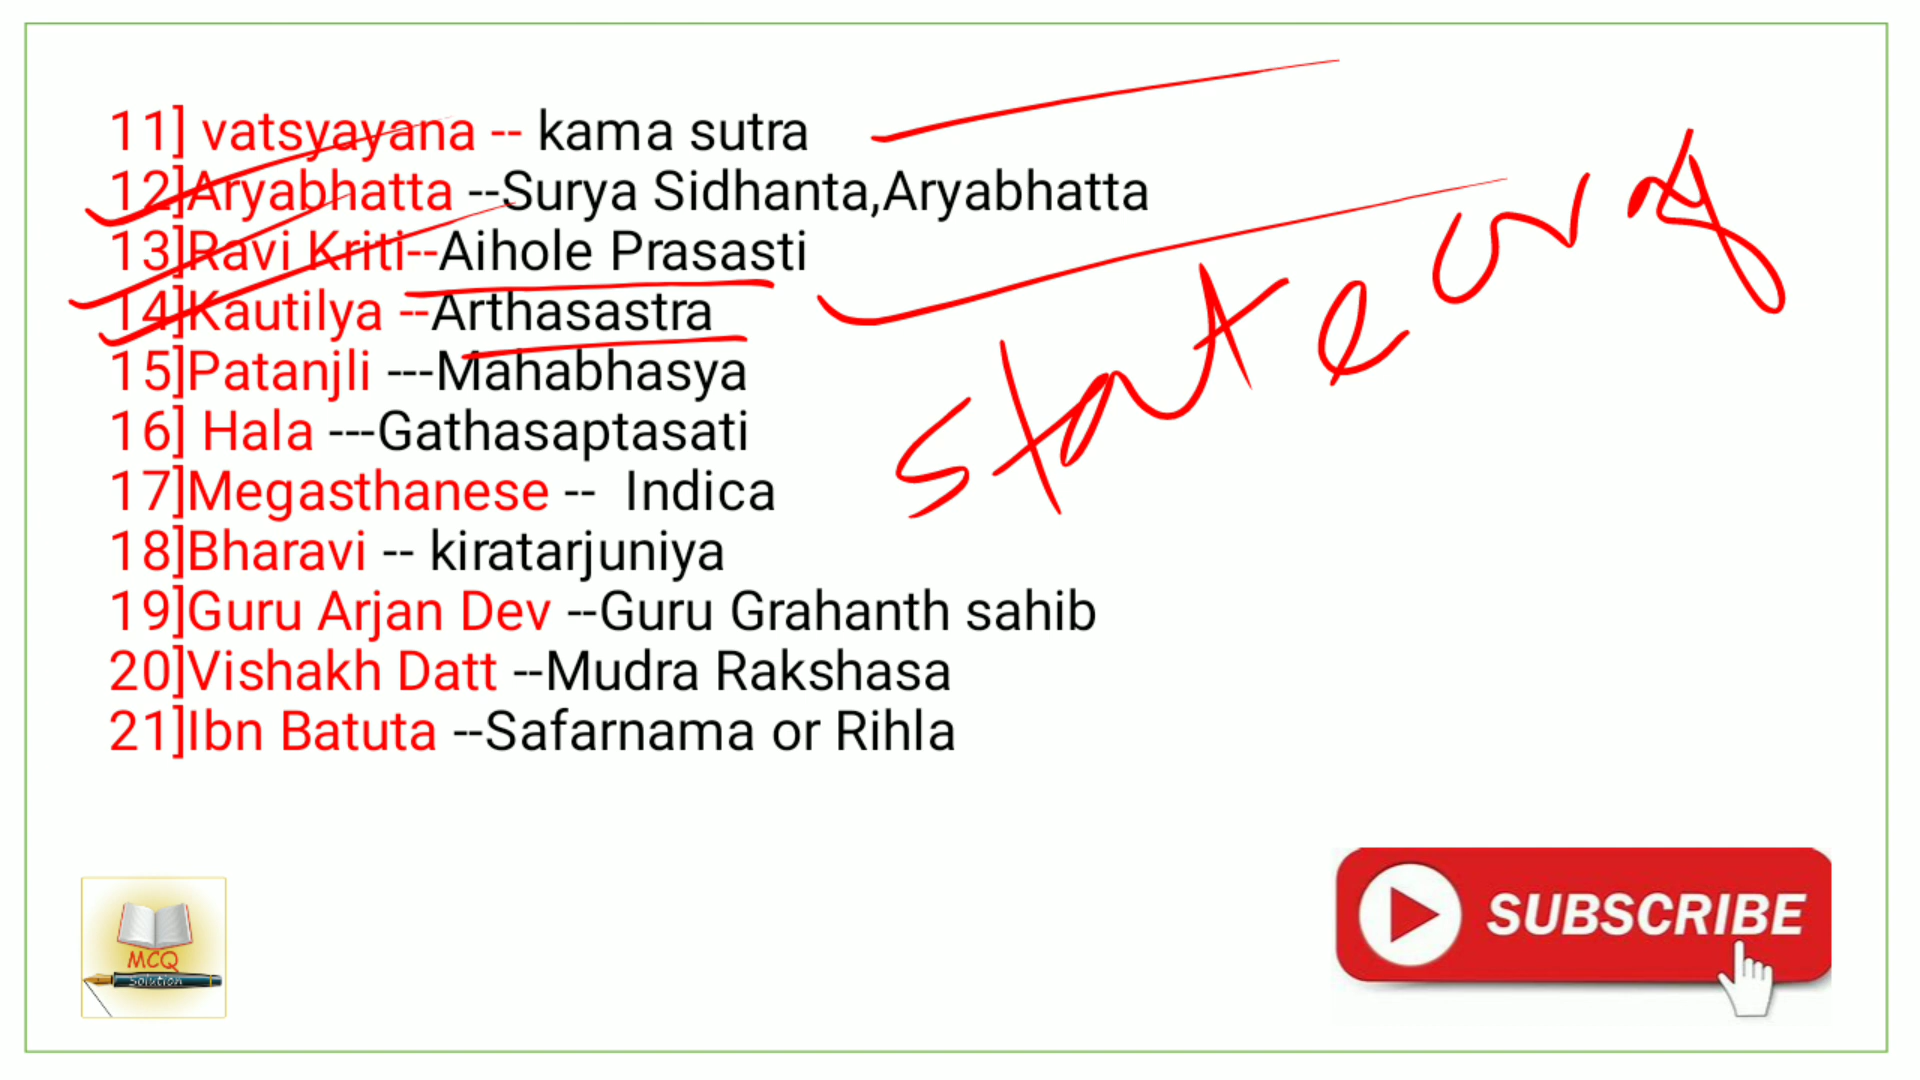 11] vatsyayana -- kama sutra
12]Aryabhatta --Surya Sidhanta,Aryabhatta
13]Ravi Kriti--Aihole Prasasti
14]Kautilya --Arthasastra
15]Patanjli ---Mahabhasya
16] Hala ---Gathasaptasati
17]Megasthanese -- Indica
18]Bharavi -- kiratarjuniya
19]Guru Arjan Dev --Guru Grahanth sahib
20]Vishakh Datt --Mudra Rakshasa
21]Ibn Batuta --Safarnama or Rihla
state
MCQ
Solution
SUBSCRIBE